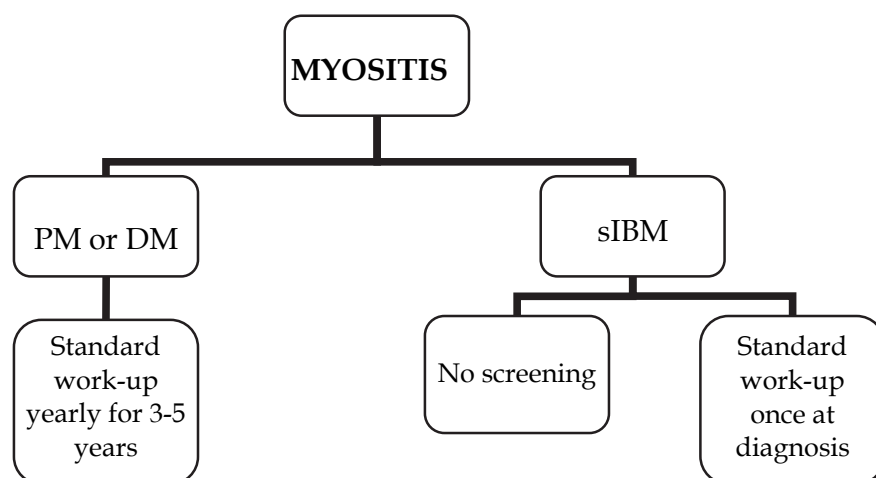 MYOSITIS
PM or DM
sIBM
Standard
work-up
yearly for 3-5
years
No screening
Standard
work-up
once at
diagnosis